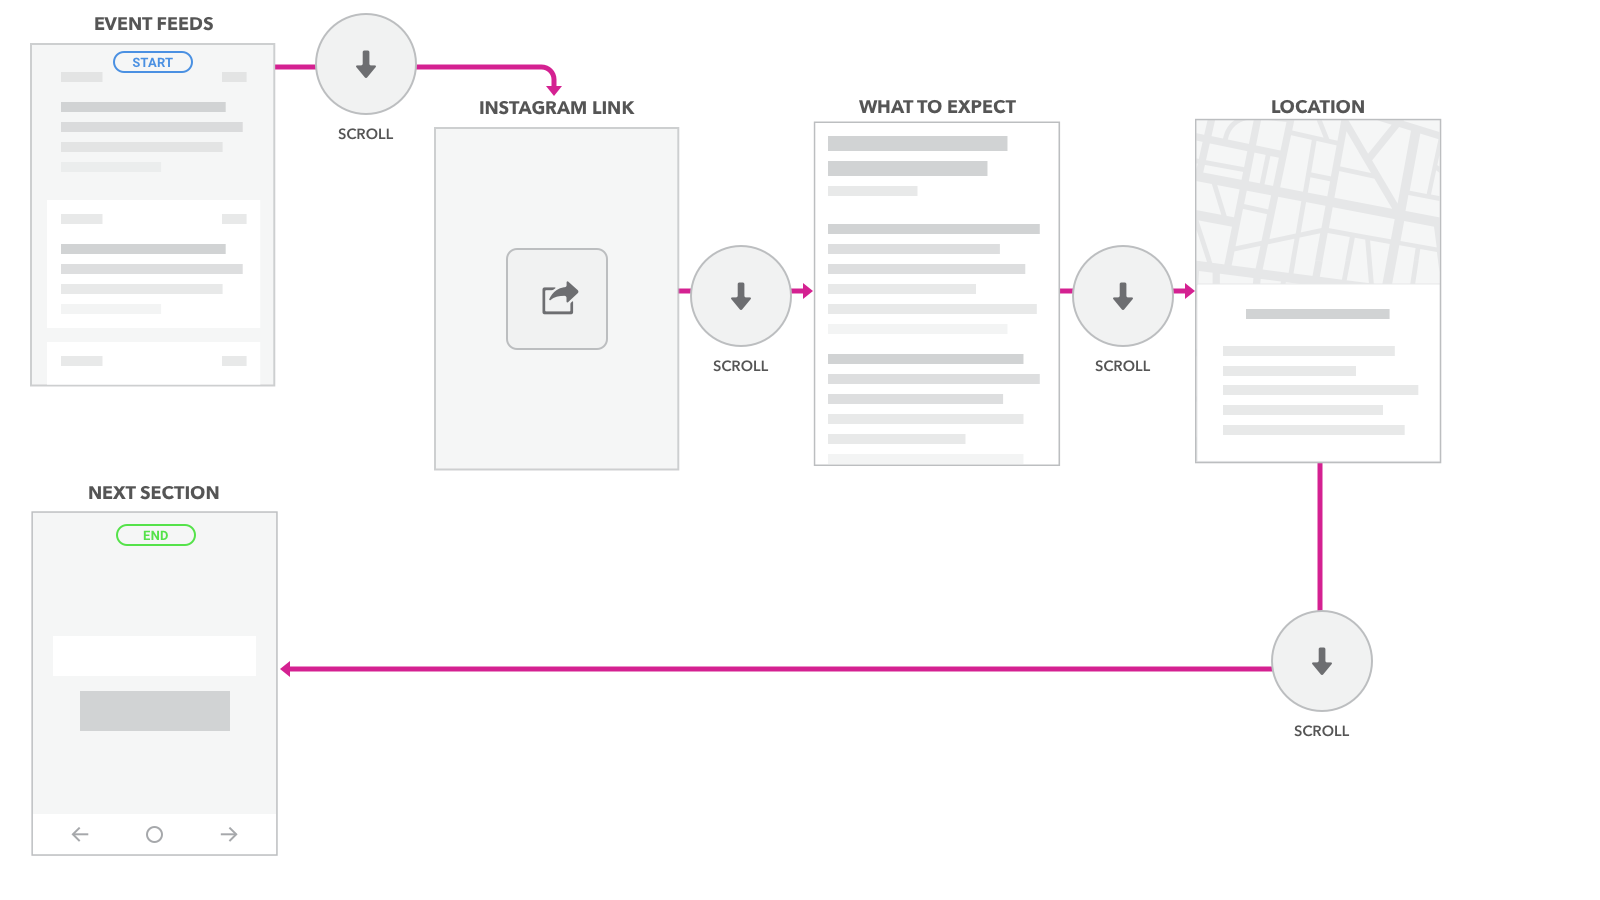 EVENT FEEDS
START
SCROLL
INSTAGRAM LINK
SCROLL
WHAT TO EXPECT
SCROLL
LOCATION
SCROLL
NEXT SECTION
END